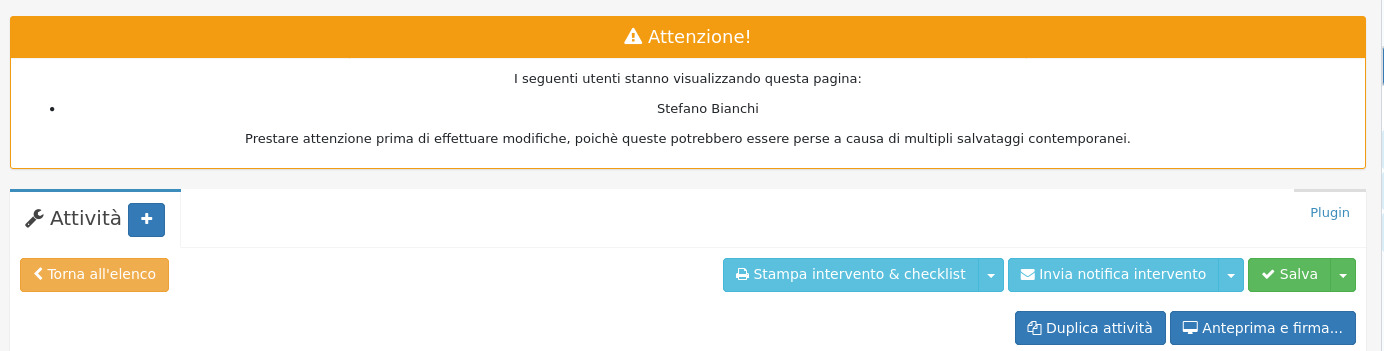 Attenzione!
I seguenti utenti stanno visualizzando questa pagina:
• Stefano Bianchi
Prestare attenzione prima di effettuare modifiche, poichè queste potrebbero essere perse a causa di multipli salvataggi contemporanei.
Attività +
Plugin
Torna all'elenco
Stampa intervento & checklist
Invia notifica intervento
Salva
Duplica attività
Anteprima e firma...